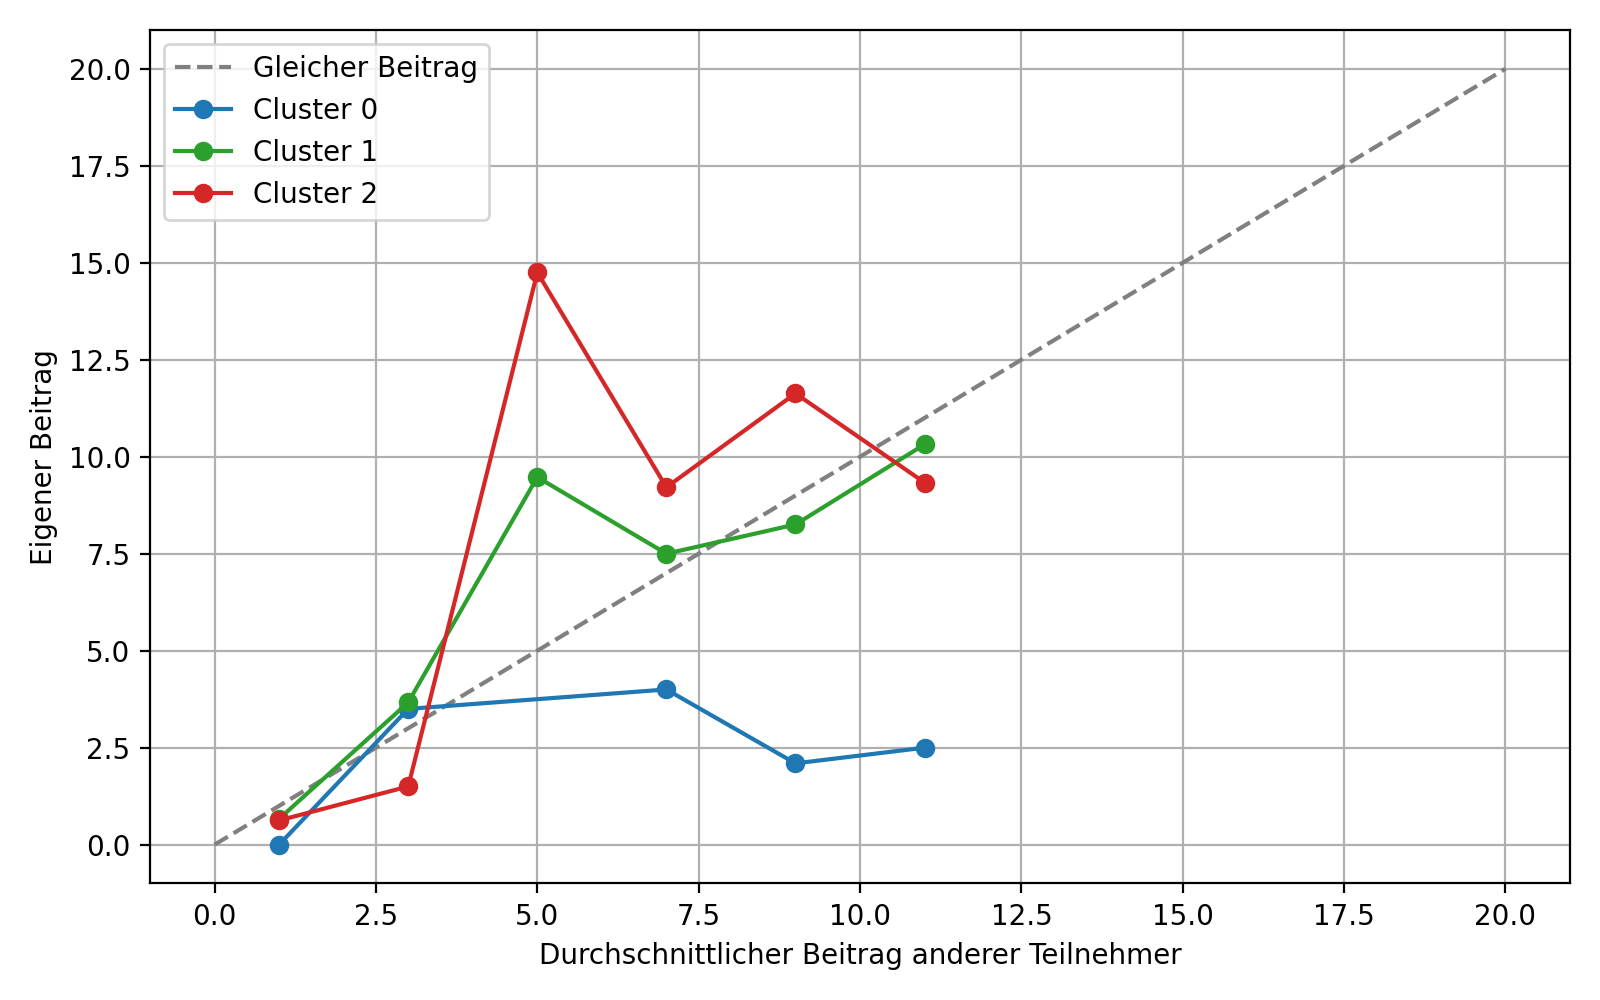 Gleicher Beitrag
Cluster 0
Cluster 1
Cluster 2
20.0
17.5
15.0
12.5
10.0
7.5
5.0
2.5
0.0
Eigener Beitrag
0.0 2.5 5.0 7.5 10.0 12.5 15.0 17.5 20.0
Durchschnittlicher Beitrag anderer Teilnehmer